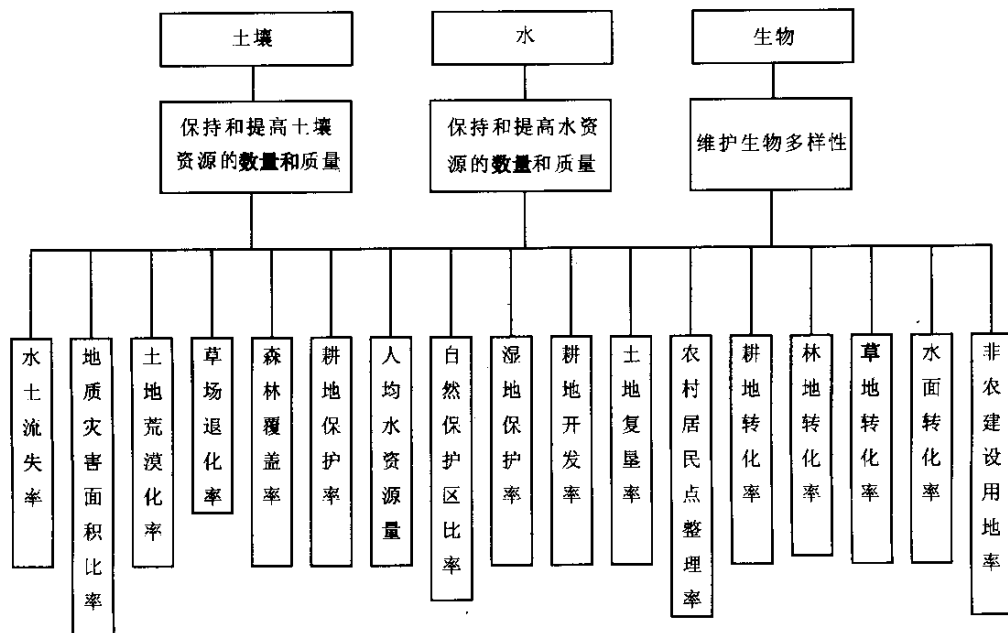 土壤
水
生物
保持和提高土壤
资源的数量和质量
保持和提高水资
源的数量和质量
维护生物多样性
水土流失率
地质灾害面积比率
土地荒漠化率
草场退化率
森林覆盖率
耕地保护率
人均水资源量
自然保护区比率
湿地保护率
耕地开发率
土地复垦率
农村居民点整理率
耕地转化率
林地转化率
草地转化率
水面转化率
非农建设用地率